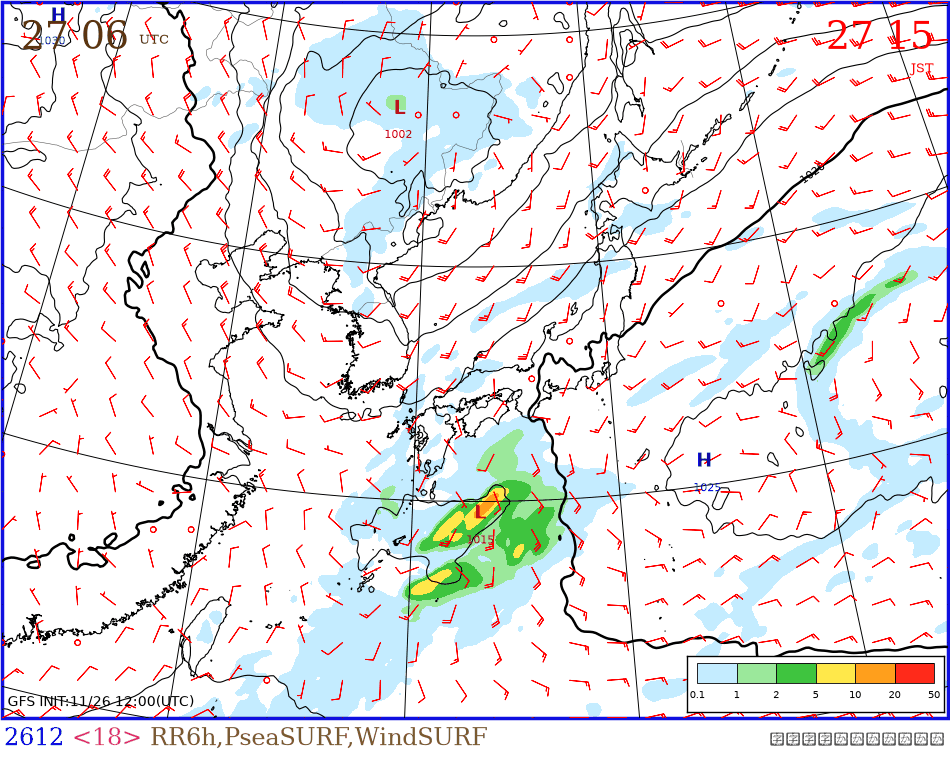 27 06 UTC
27 15
JST
H
1030
L
1002
1020
H
1025
L
1015
0.1 1 2 5 10 20 50
GFS INIT:11/26 12:00(UTC)
2612 <18> RR6h,PseaSURF,WindSURF